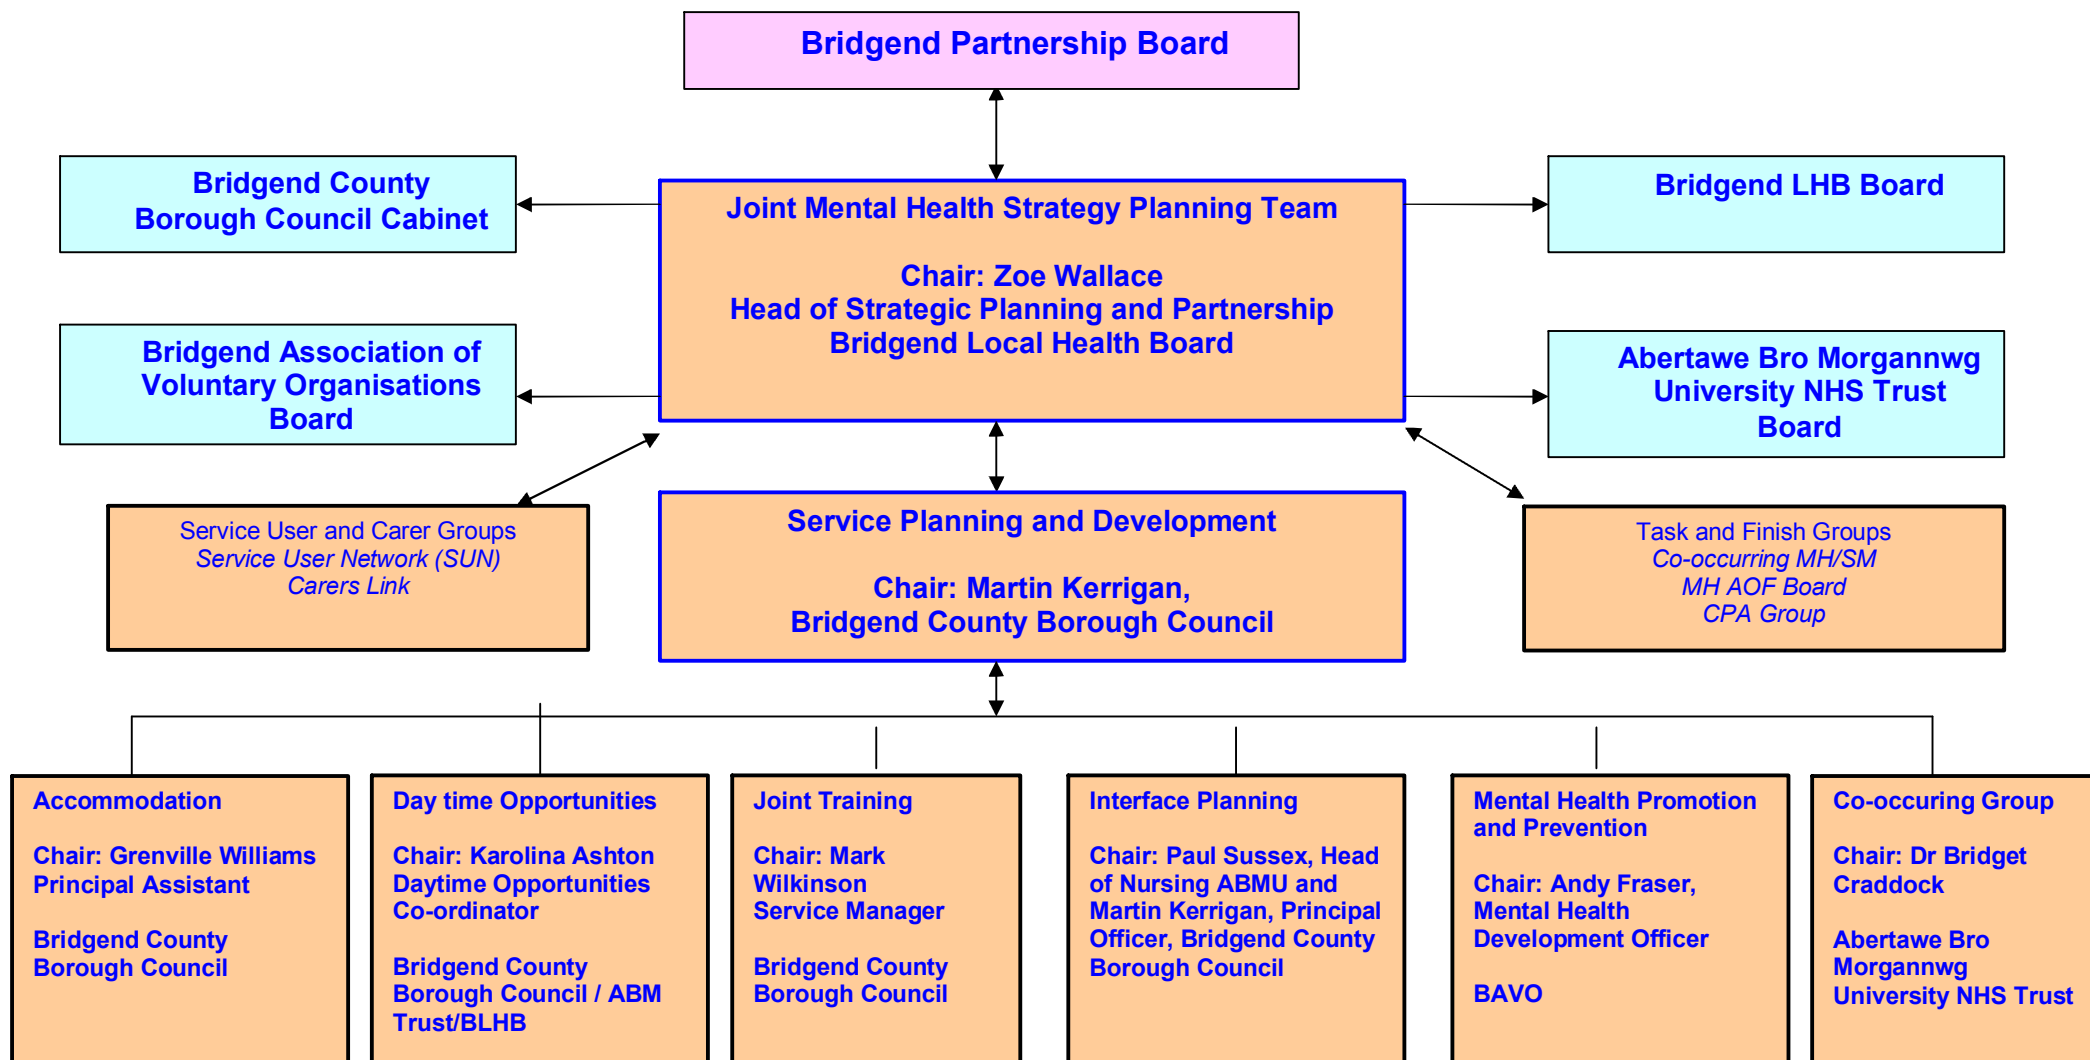 Bridgend Partnership Board
Bridgend County
Borough Council Cabinet
Joint Mental Health Strategy Planning Team
Chair: Zoe Wallace
Head of Strategic Planning and Partnership
Bridgend Local Health Board
Bridgend LHB Board
Bridgend Association of
Voluntary Organisations
Board
Abertawe Bro Morgannwg
University NHS Trust
Board
Service User and Carer Groups
Service User Network (SUN)
Carers Link
Service Planning and Development
Chair: Martin Kerrigan,
Bridgend County Borough Council
Task and Finish Groups
Co-occurring MH/SM
MH AOF Board
CPA Group
Accommodation
Chair: Grenville Williams
Principal Assistant
Bridgend County
Borough Council
Day time Opportunities
Chair: Karolina Ashton
Daytime Opportunities
Co-ordinator
Bridgend County
Borough Council / ABM
Trust/BLHB
Joint Training
Chair: Mark
Wilkinson
Service Manager
Bridgend County
Borough Council
Interface Planning
Chair: Paul Sussex, Head
of Nursing ABMU and
Martin Kerrigan, Principal
Officer, Bridgend County
Borough Council
Mental Health Promotion
and Prevention
Chair: Andy Fraser,
Mental Health
Development Officer
BAVO
Co-occuring Group
Chair: Dr Bridget
Craddock
Abertawe Bro
Morgannwg
University NHS Trust